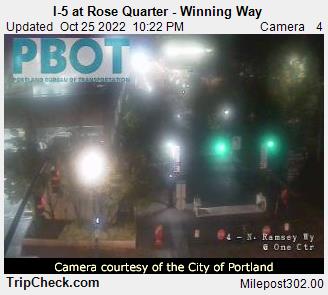 I-5 at Rose Quarter - Winning Way
Updated Oct 25 2022 10:22 PM Camera 4
PBOT
PORTLAND BUREAU OF TRANSPORTATION
4 - N. Ramsey Wy
@ One Ctr
Camera courtesy of the City of Portland
TripCheck.com Milepost302.00